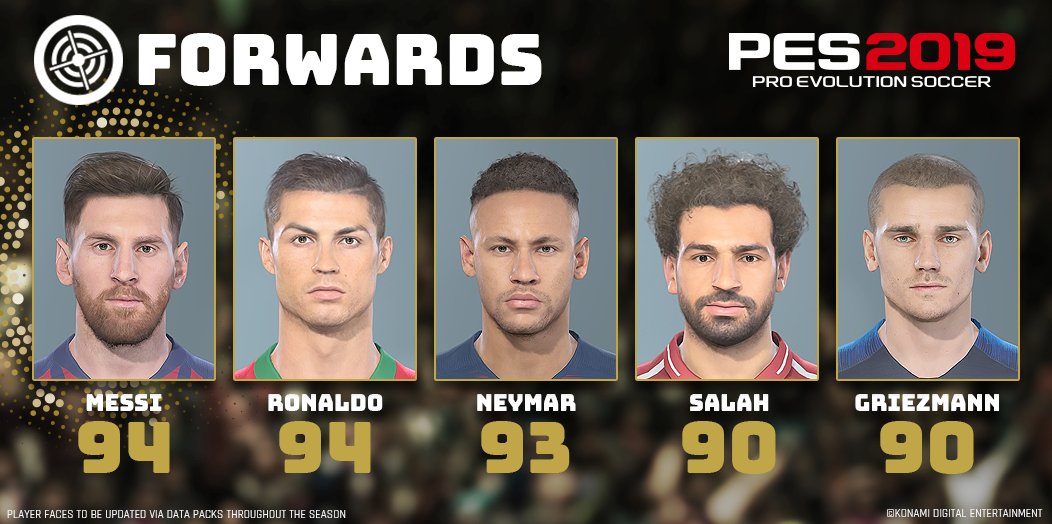 FORWARDS
PES2019
PRO EVOLUTION SOCCER
MESSI
RONALDO
NEYMAR
SALAH
GRIEZMANN
94
94
93
90
90
PLAYER FACES TO BE UPDATED VIA DATA PACKS THROUGHOUT THE SEASON
©KONAMI DIGITAL ENTERTAINMENT